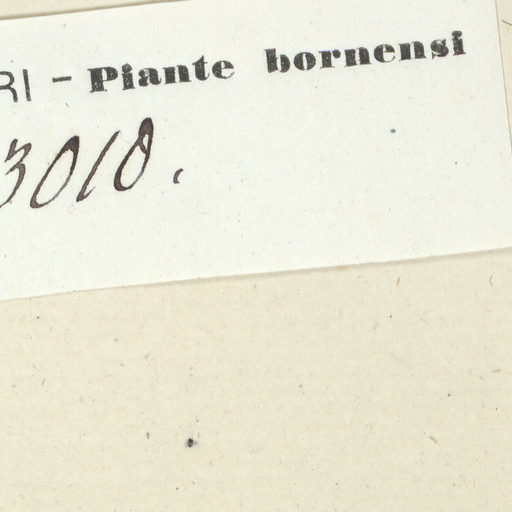 RI - Piante bornensi
3010.